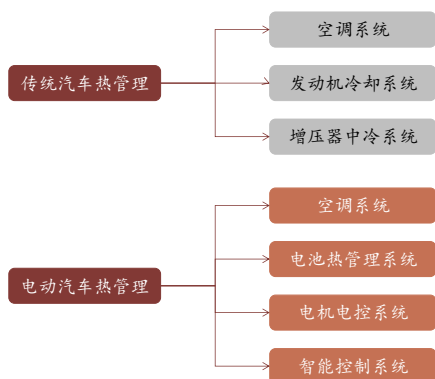 空调系统
传统汽车热管理
发动机冷却系统
增压器中冷系统
空调系统
电池热管理系统
电动汽车热管理
电机电控系统
智能控制系统